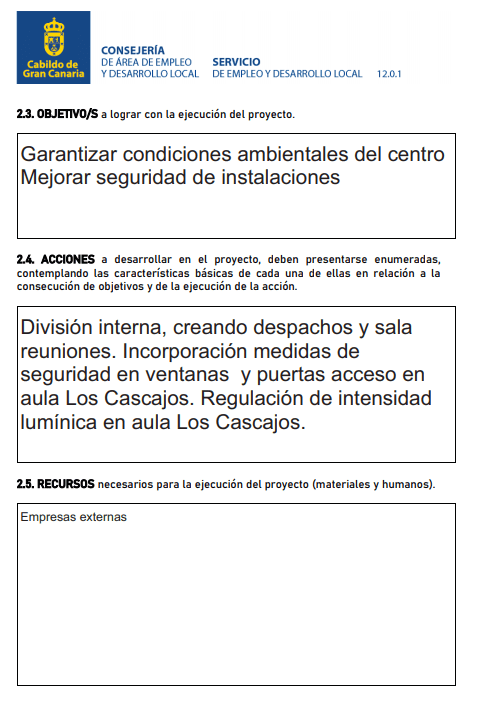 Cabildo de
Gran Canaria
CONSEJERÍA
DE ÁREA DE EMPLEO
Y DESARROLLO LOCAL
SERVICIO
DE EMPLEO Y DESARROLLO LOCAL
12.0.1
2.3. OBJETIVO/S a lograr con la ejecución del proyecto.
Garantizar condiciones ambientales del centro
Mejorar seguridad de instalaciones
2.4. ACCIONES a desarrollar en el proyecto, deben presentarse enumeradas,
contemplando las características básicas de cada una de ellas en relación a la
consecución de objetivos y de la ejecución de la acción.
División interna, creando despachos y sala
reuniones. Incorporación medidas de
seguridad en ventanas  y puertas acceso en
aula Los Cascajos. Regulación de intensidad
lumínica en aula Los Cascajos.
2.5. RECURSOS necesarios para la ejecución del proyecto (materiales y humanos).
Empresas externas